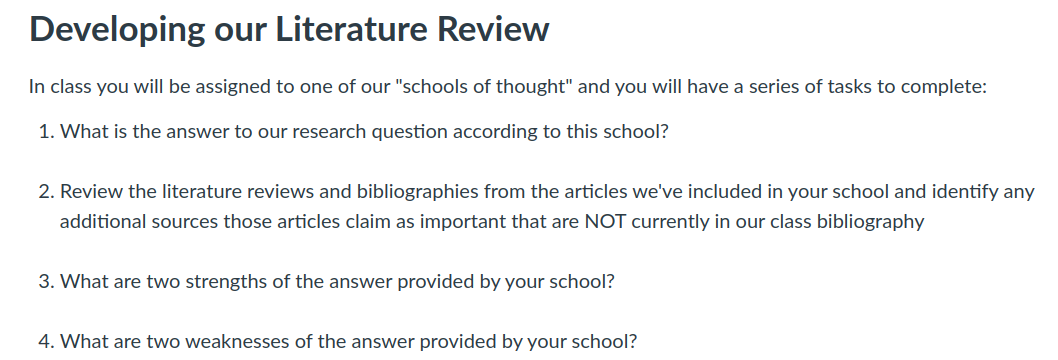 Developing our Literature Review
In class you will be assigned to one of our "schools of thought" and you will have a series of tasks to complete:
1. What is the answer to our research question according to this school?
2. Review the literature reviews and bibliographies from the articles we've included in your school and identify any
additional sources those articles claim as important that are NOT currently in our class bibliography
3. What are two strengths of the answer provided by your school?
4. What are two weaknesses of the answer provided by your school?